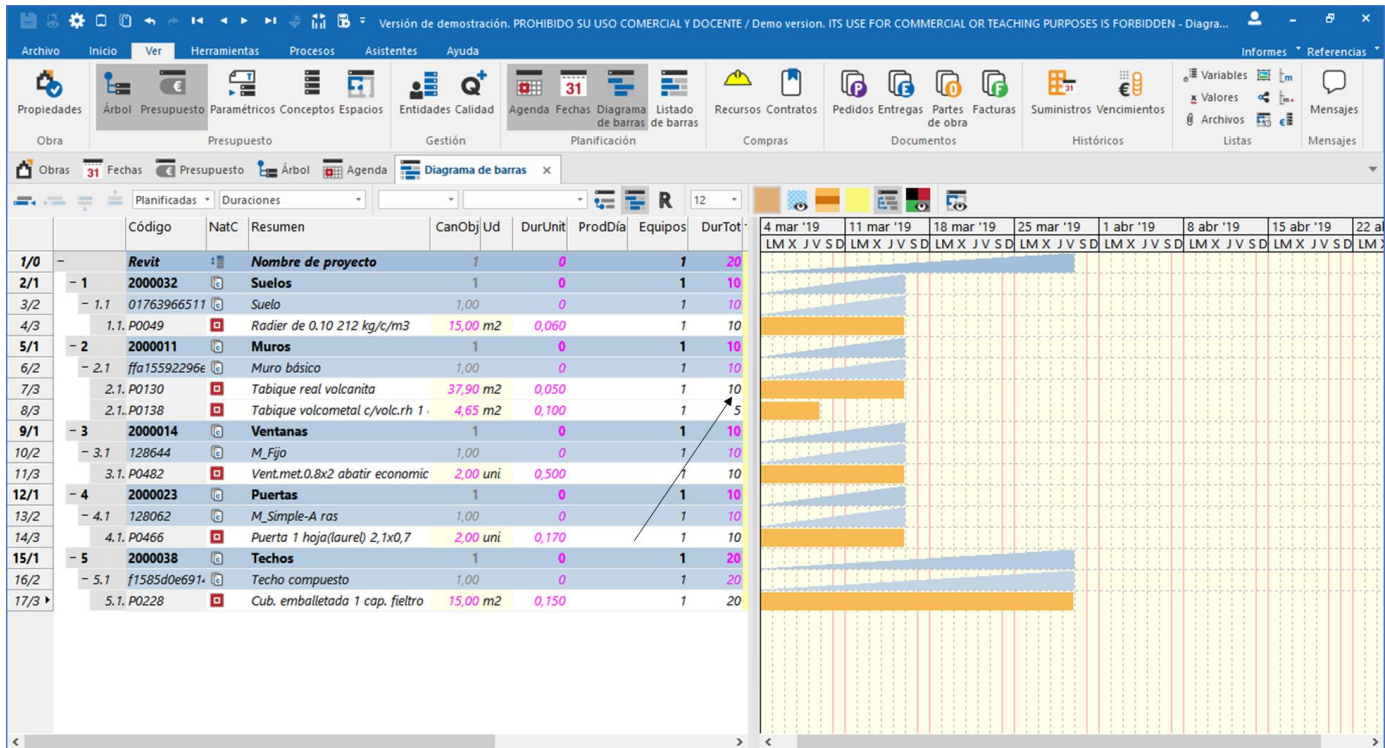 Versión de demostración. PROHIBIDO SU USO COMERCIAL Y DOCENTE / Demo version. ITS USE FOR COMMERCIAL OR TEACHING PURPOSES IS FORBIDDEN - Diagra...
Archivo Inicio Ver Herramientas Procesos Asistentes Ayuda Informes Referencias
Propiedades Árbol Presupuesto Paramétricos Conceptos Espacios Entidades Calidad Agenda Fechas Diagrama de barras Listado de barras Recursos Contratos Pedidos Entregas Partes de obra Facturas Suministros Vencimientos Variables Valores Archivos Mensajes
Obra Presupuesto Gestión Planificación Compras Documentos Históricos Listas Mensajes
Obras 31 Fechas Presupuesto Árbol Agenda Diagrama de barras ×
Planificadas Duraciones R 12
Código NatC Resumen CanObj Ud DurUnit ProdDía Equipos DurTot 4 mar '19 11 mar '19 18 mar '19 25 mar '19 1 abr '19 8 abr '19 15 abr '19
L M X J V S D L M X J V S D L M X J V S D L M X J V S D L M X J V S D L M X J V S D L M X J V S D L M
1/0 - Revit Nombre de proyecto 1 0 1 20
2/1 - 1 2000032 Suelos 1 0 1 10
3/2 - 1.1 01763966511 Suelo 1,00 0 1 10
4/3 1.1. P0049 Radier de 0.10 212 kg/c/m3 15,00 m2 0,060 1 10
5/1 - 2 2000011 Muros 1 0 1 10
6/2 - 2.1 ffa15592296e Muro básico 1,00 0 1 10
7/3 2.1. P0130 Tabique real volcanita 37,90 m2 0,050 1 10
8/3 2.1. P0138 Tabique volcometal c/volc.rh 1 4,65 m2 0,100 1 5
9/1 - 3 2000014 Ventanas 1 0 1 10
10/2 - 3.1 128644 M_Fijo 1,00 0 1 10
11/3 3.1. P0482 Vent.met.0.8x2 abatir economic 2,00 uni 0,500 1 10
12/1 - 4 2000023 Puertas 1 0 1 10
13/2 - 4.1 128062 M_Simple-A ras 1,00 0 1 10
14/3 4.1. P0466 Puerta 1 hoja(laurel) 2,1x0,7 2,00 uni 0,170 1 10
15/1 - 5 2000038 Techos 1 0 1 20
16/2 - 5.1 f1585d0e691 Techo compuesto 1,00 0 1 20
17/3 5.1. P0228 Cub. emballetada 1 cap. fieltro 15,00 m2 0,150 1 20